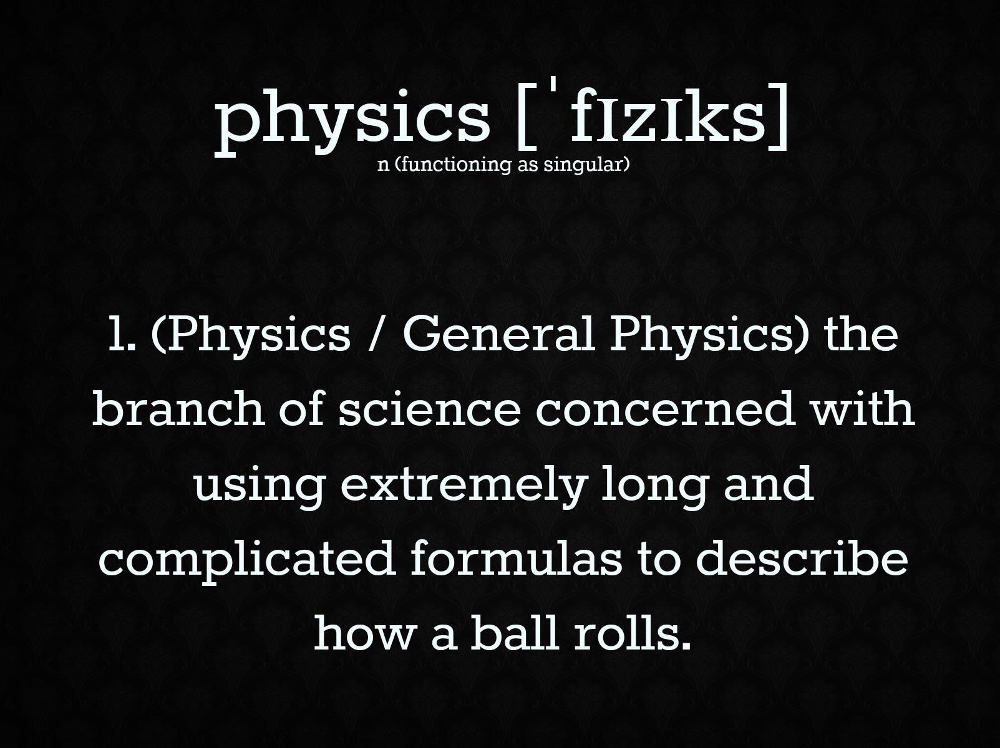 physics [ˈfɪzɪks]
n (functioning as singular)
1. (Physics / General Physics) the
branch of science concerned with
using extremely long and
complicated formulas to describe
how a ball rolls.